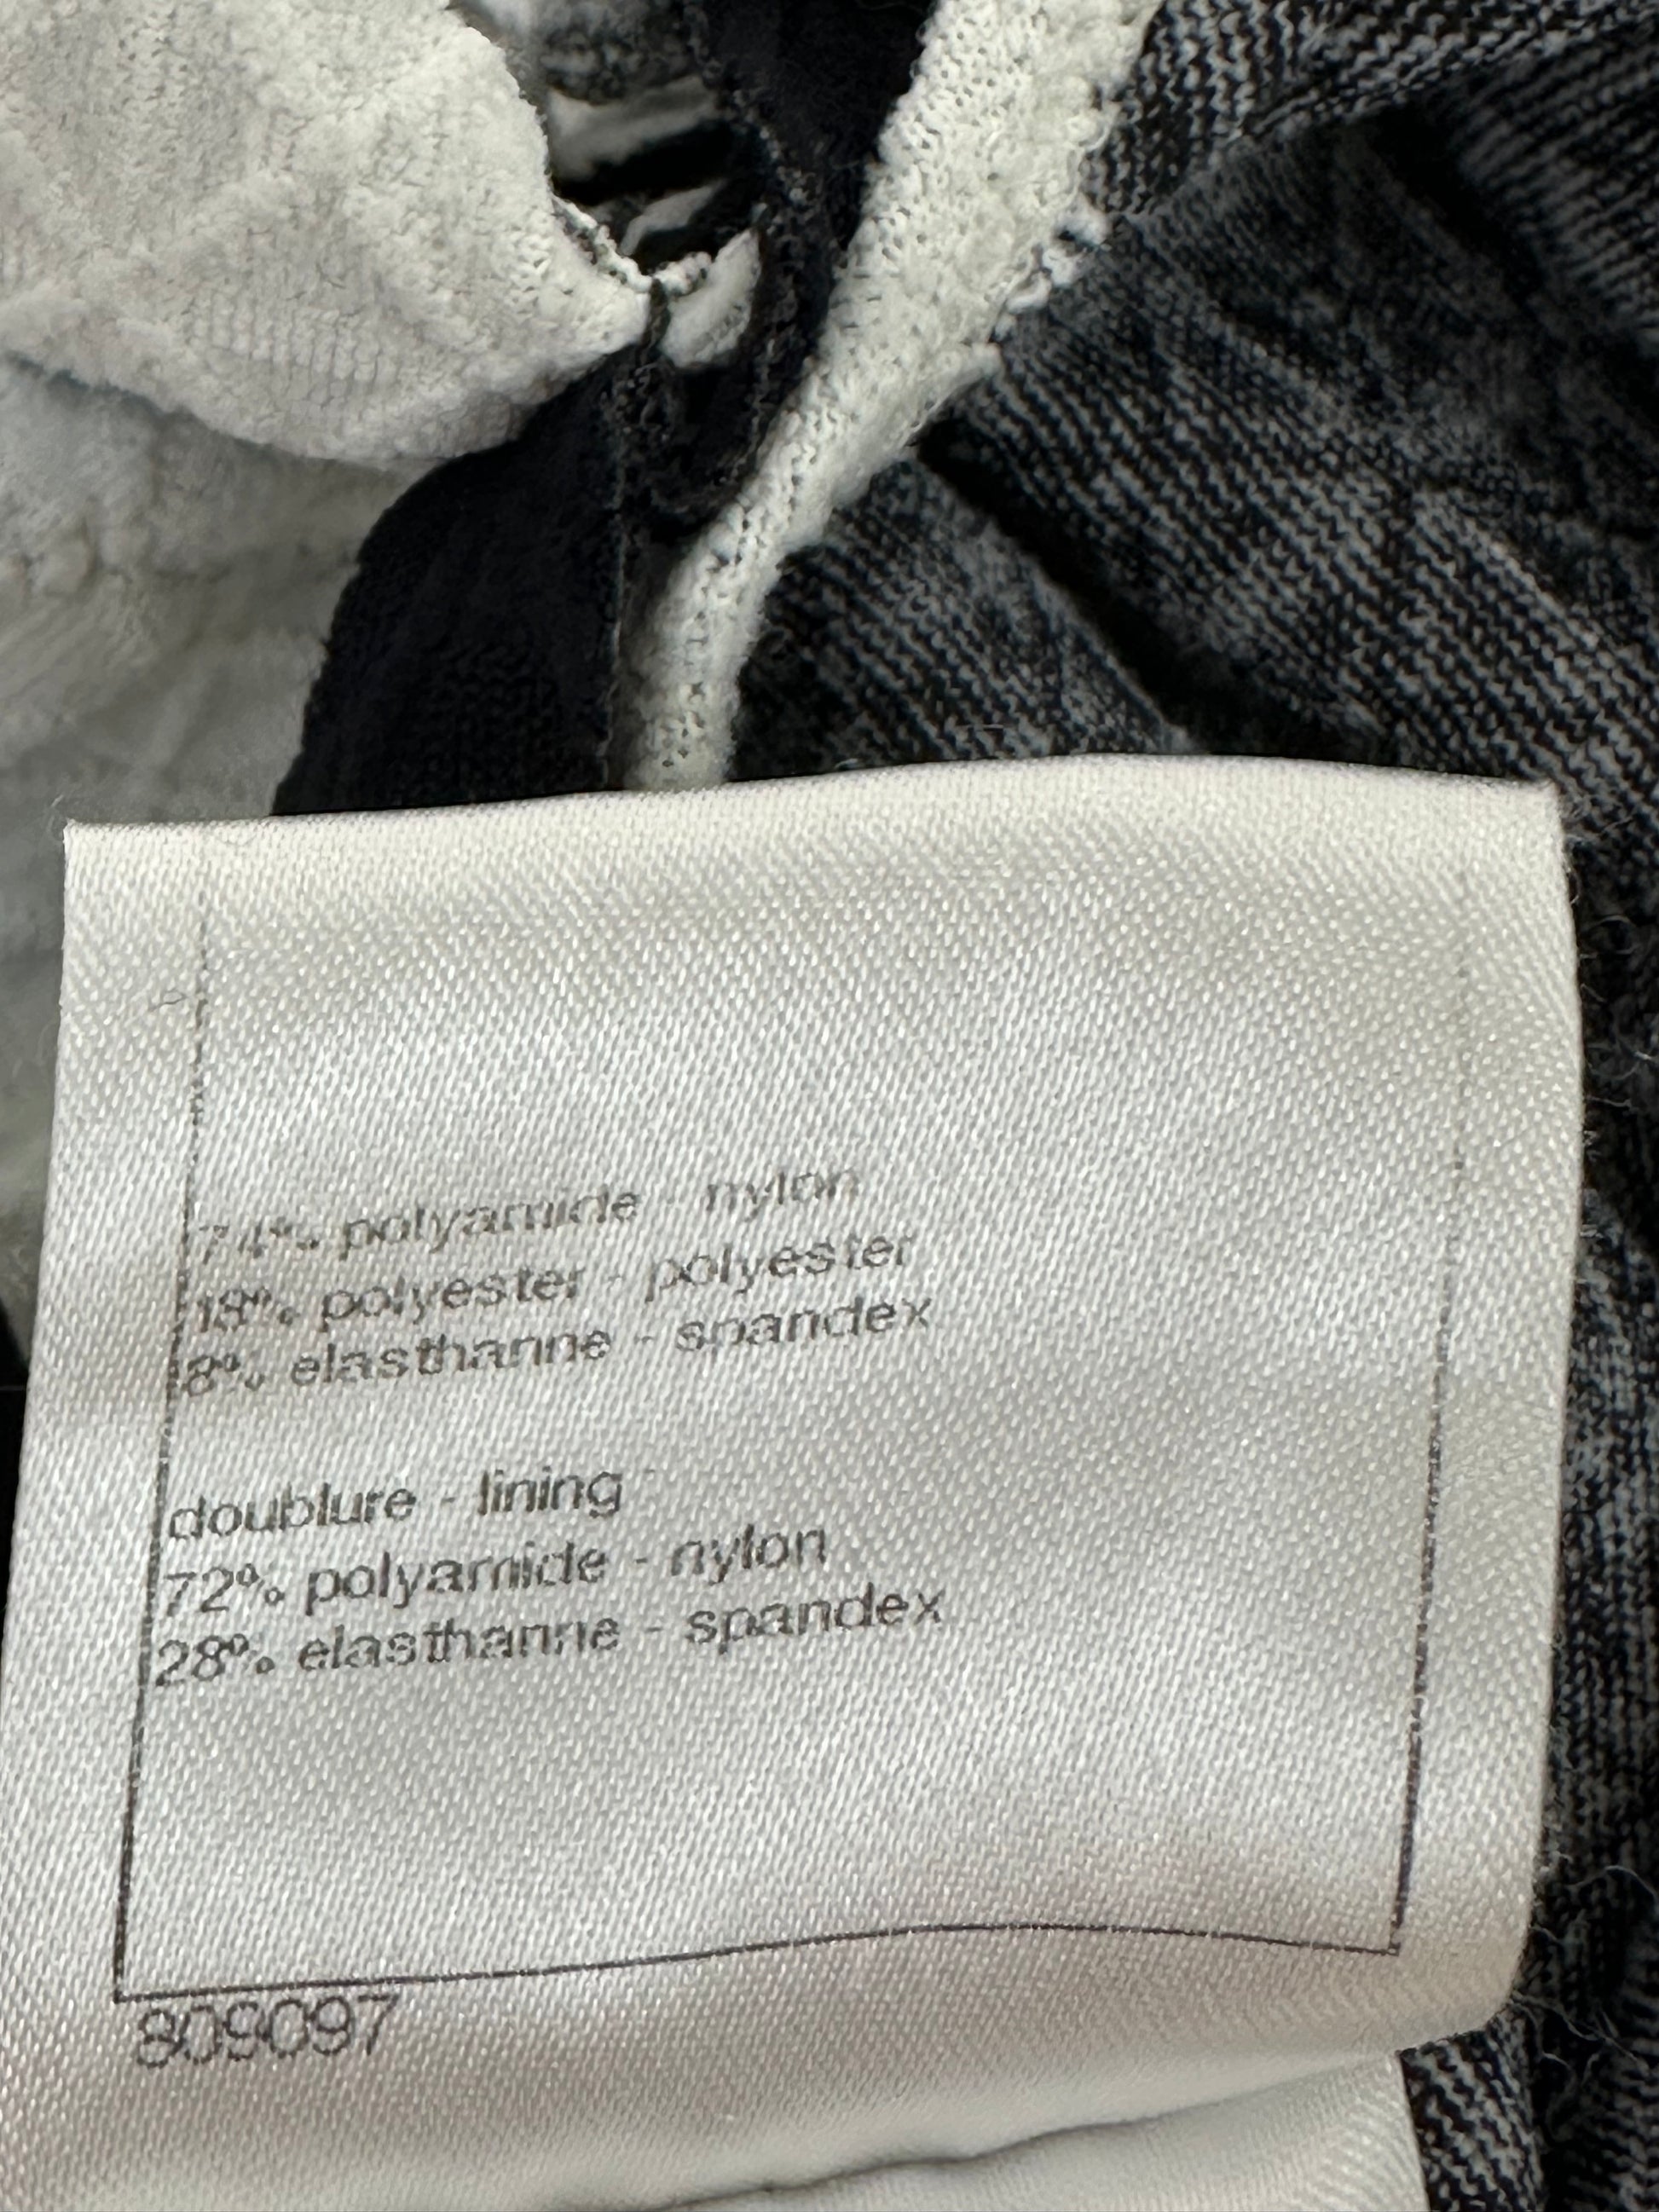 74% polyamide - nylon
18% polyester - polyester
8% elasthanne - spandex
doublure - lining
72% polyamide - nylon
28% elasthanne - spandex
809097